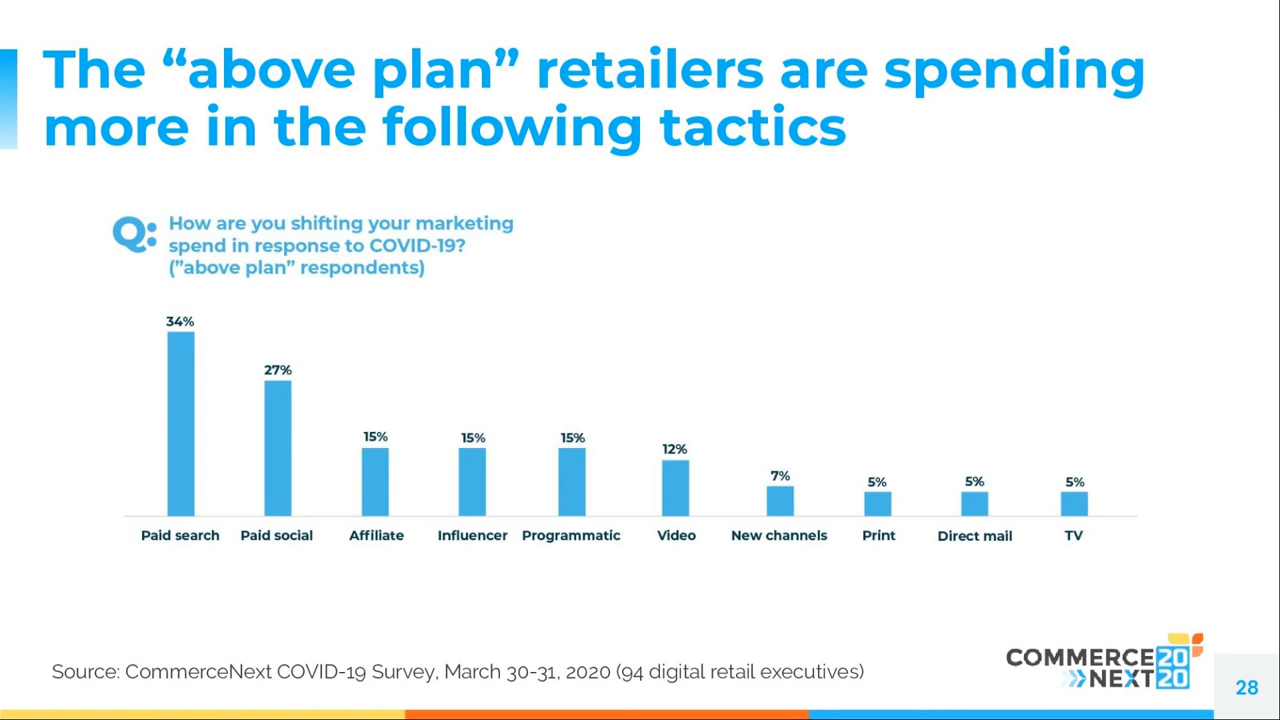 The “above plan” retailers are spending
more in the following tactics
Q: How are you shifting your marketing
spend in response to COVID-19?
(”above plan” respondents)
34%
27%
15%
15%
15%
12%
7%
5%
5%
5%
Paid search
Paid social
Affiliate
Influencer
Programmatic
Video
New channels
Print
Direct mail
TV
Source: CommerceNext COVID-19 Survey, March 30-31, 2020 (94 digital retail executives)
COMMERCE 20
NEXT 20
28